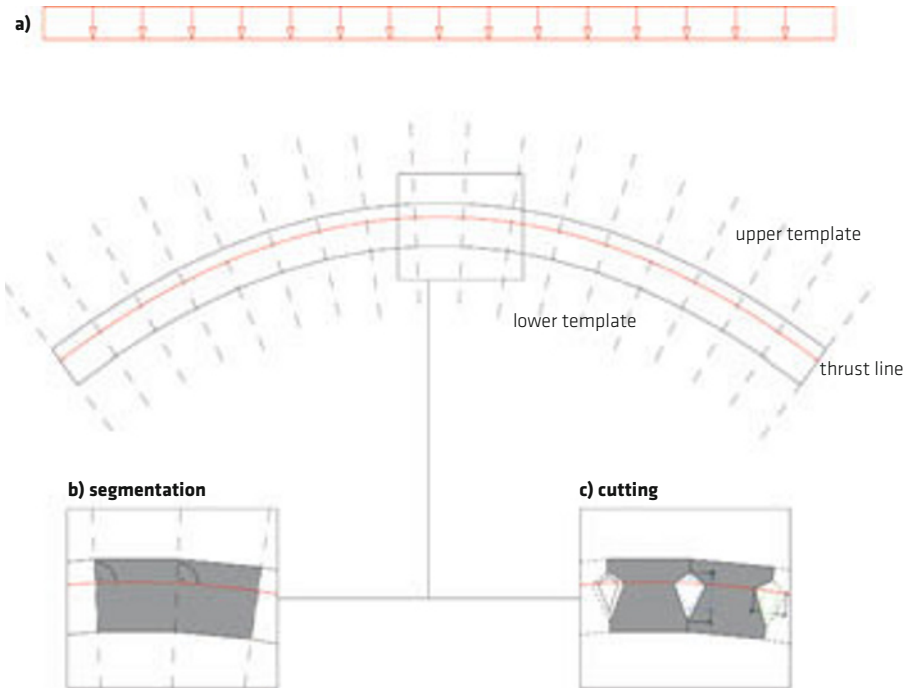 a)
upper template
lower template
thrust line
b) segmentation
c) cutting